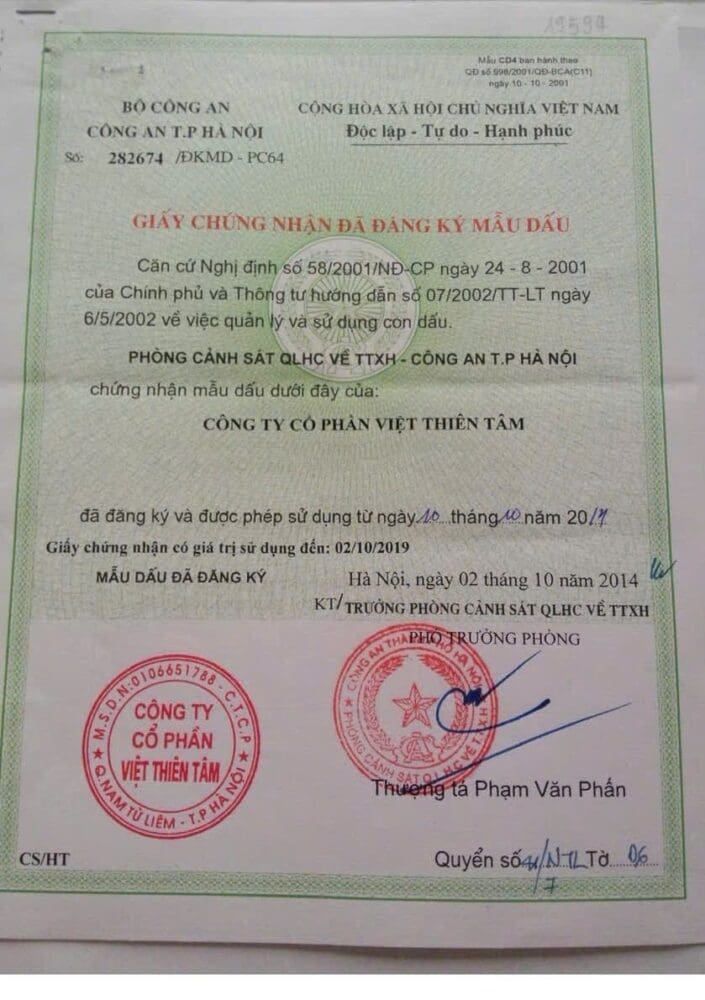 19594
Mẫu CD4 ban hành theo
QĐ số 998/2001/QĐ-BCA(C11)
ngày 10 - 10 - 2001
BỘ CÔNG AN
CÔNG AN T.P HÀ NỘI
Số: 282674 /ĐKMD - PC64
CỘNG HÒA XÃ HỘI CHỦ NGHĨA VIỆT NAM
Độc lập - Tự do - Hạnh phúc
GIẤY CHỨNG NHẬN ĐÃ ĐĂNG KÝ MẪU DẤU
Căn cứ Nghị định số 58/2001/NĐ-CP ngày 24 - 8 - 2001
của Chính phủ và Thông tư hướng dẫn số 07/2002/TT-LT ngày
6/5/2002 về việc quản lý và sử dụng con dấu.
PHÒNG CẢNH SÁT QLHC VỀ TTXH - CÔNG AN T.P HÀ NỘI
chứng nhận mẫu dấu dưới đây của:
CÔNG TY CỔ PHẦN VIỆT THIÊN TÂM
đã đăng ký và được phép sử dụng từ ngày 10 tháng 10 năm 20
Giấy chứng nhận có giá trị sử dụng đến: 02/10/2019
MẪU DẤU ĐÃ ĐĂNG KÝ
Hà Nội, ngày 02 tháng 10 năm 2014
KT/TRƯỞNG PHÒNG CẢNH SÁT QLHC VỀ TTXH
PHÓ TRƯỞNG PHÒNG
M.S.D.N:0106651788 - C.T.C.P
CÔNG TY
CỔ PHẦN
VIỆT THIÊN TÂM
Q.NAM TỪ LIÊM - T.P HÀ NỘI
CÔNG AN THÀNH PHỐ HÀ NỘI
PHÒNG CẢNH SÁT QLHC VỀ TTXH
Thượng tá Phạm Văn Phấn
CS/HT
Quyển số /NTL Tờ 06
7